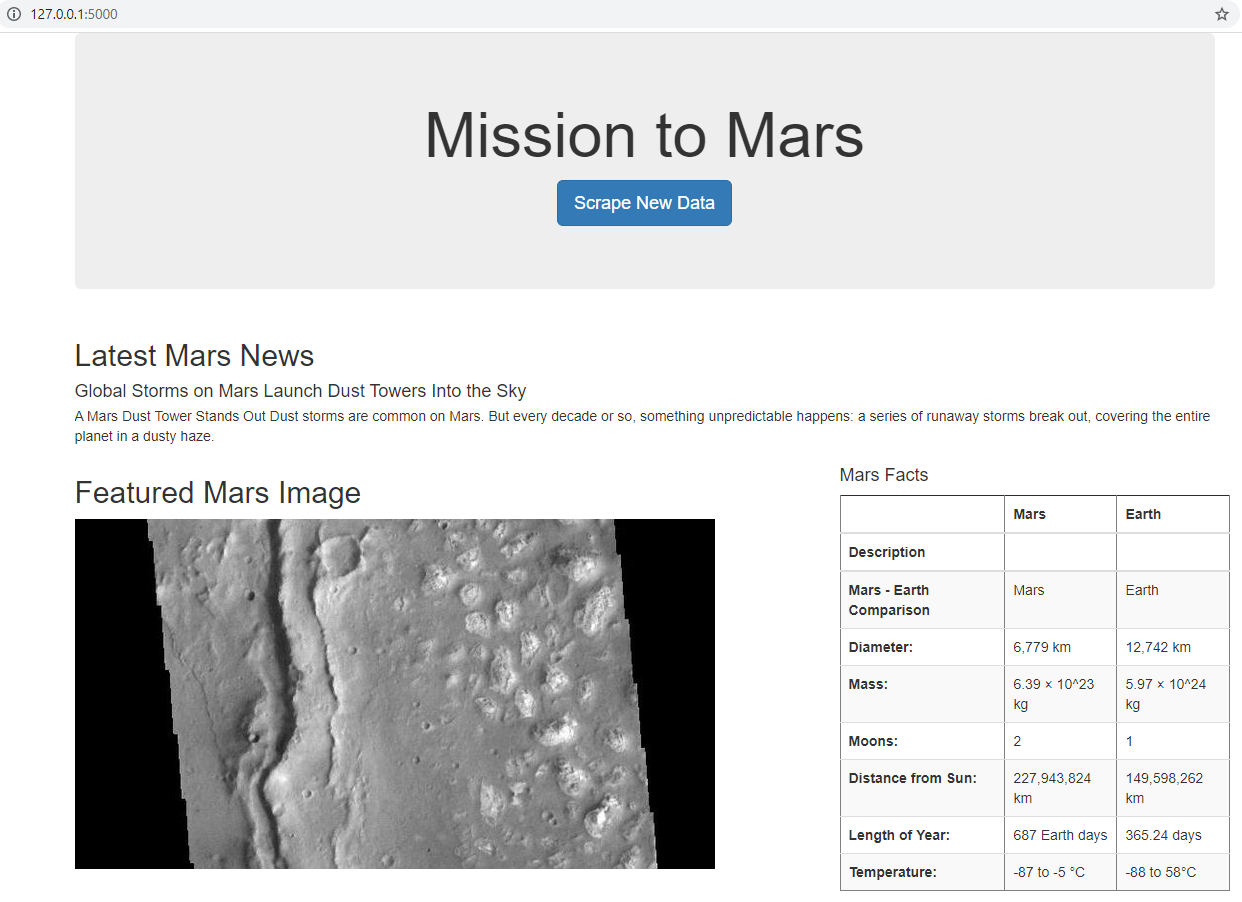 127.0.0.1:5000
Mission to Mars
Scrape New Data
Latest Mars News
Global Storms on Mars Launch Dust Towers Into the Sky
A Mars Dust Tower Stands Out Dust storms are common on Mars. But every decade or so, something unpredictable happens: a series of runaway storms break out, covering the entire
planet in a dusty haze.
Featured Mars Image
Mars Facts
Mars Earth
Description
Mars - Earth Mars Earth
Comparison
Diameter: 6,779 km 12,742 km
Mass: 6.39 × 10^23 5.97 × 10^24
kg kg
Moons: 2 1
Distance from Sun: 227,943,824 149,598,262
km km
Length of Year: 687 Earth days 365.24 days
Temperature: -87 to -5 °C -88 to 58°C